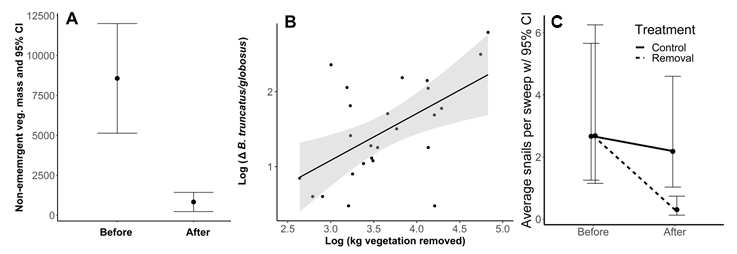 A
Non-ememrgent veg. mass and 95% CI
12500
10000
7500
5000
2500
0
Before
After
B
Log (Δ B. truncatus/globosus)
2
1
2.5
3.0
3.5
4.0
4.5
5.0
Log (kg vegetation removed)
C
Average snails per sweep w/ 95% CI
6
4
2
0
Treatment
Control
Removal
Before
After